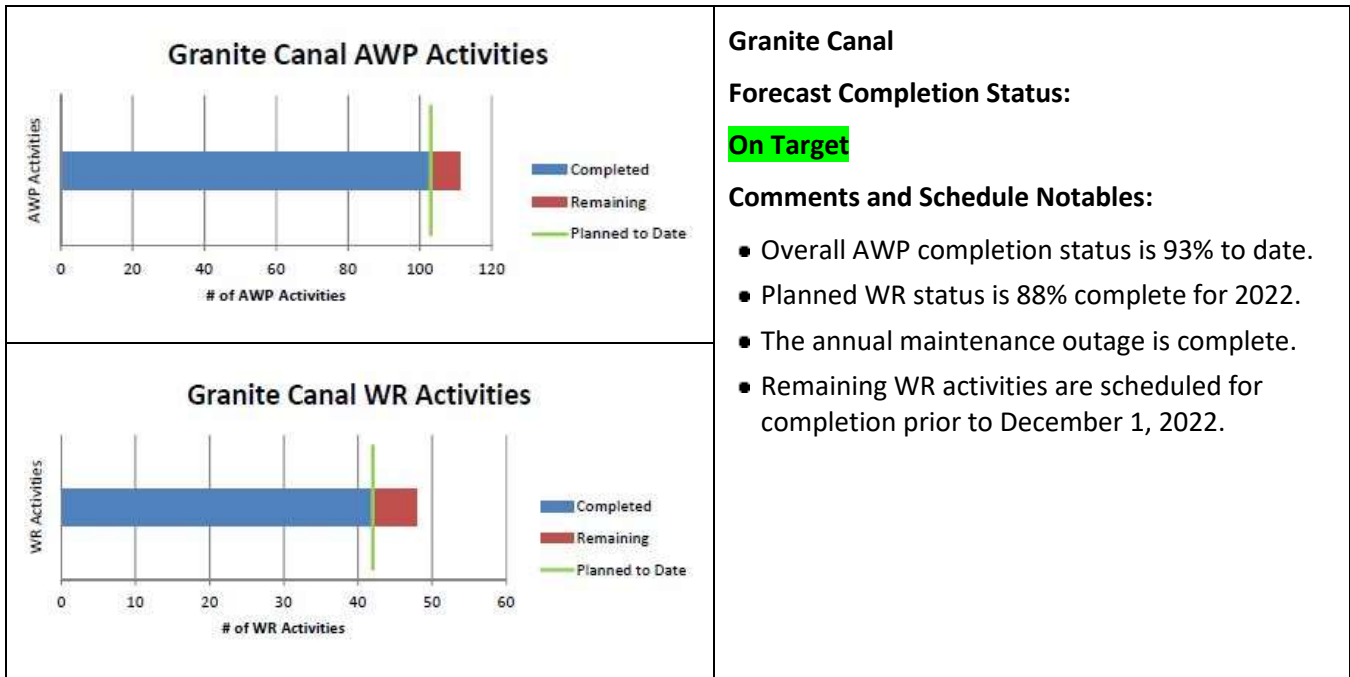 Granite Canal AWP Activities
AWP Activities
Completed
Remaining
Planned to Date
0 20 40 60 80 100 120
# of AWP Activities
Granite Canal WR Activities
WR Activities
Completed
Remaining
Planned to Date
0 10 20 30 40 50 60
# of WR Activities
Granite Canal
Forecast Completion Status:
On Target
Comments and Schedule Notables:
• Overall AWP completion status is 93% to date.
• Planned WR status is 88% complete for 2022.
• The annual maintenance outage is complete.
• Remaining WR activities are scheduled for
completion prior to December 1, 2022.